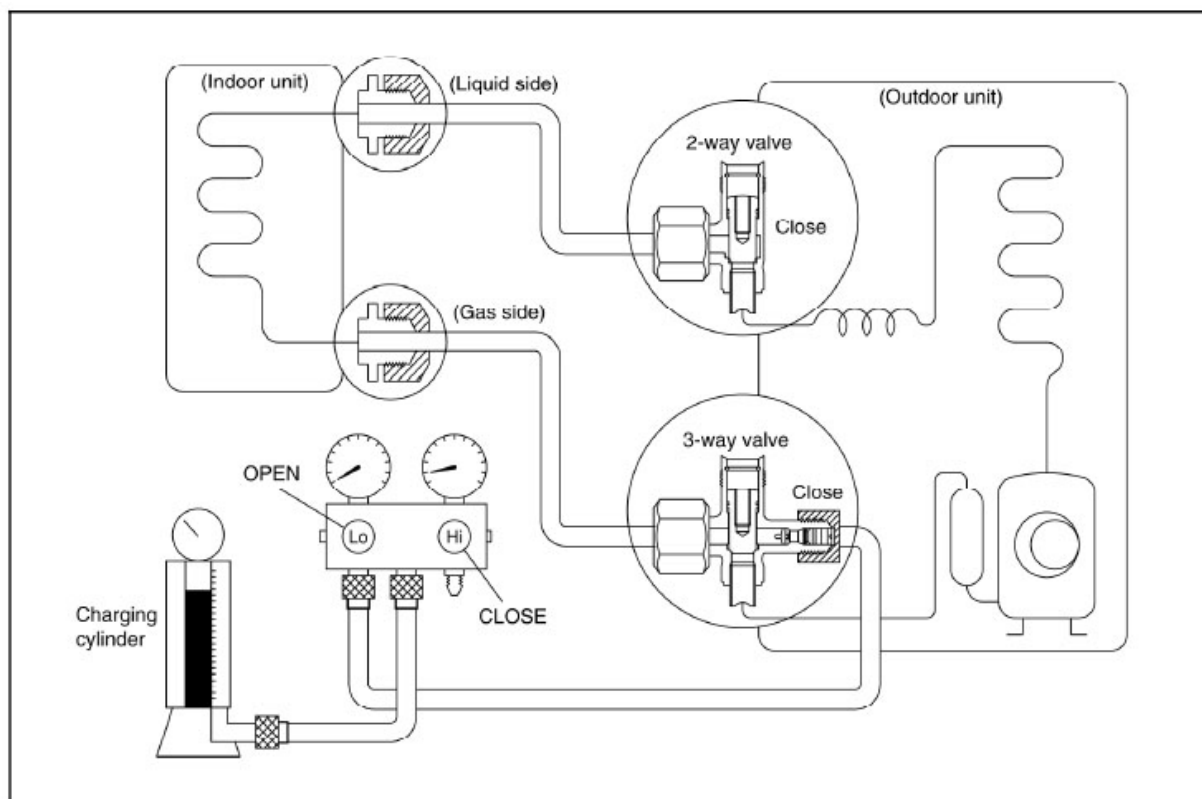 (Indoor unit)
(Liquid side)
(Outdoor unit)
2-way valve
Close
(Gas side)
3-way valve
Close
OPEN
Lo
Hi
CLOSE
Charging
cylinder